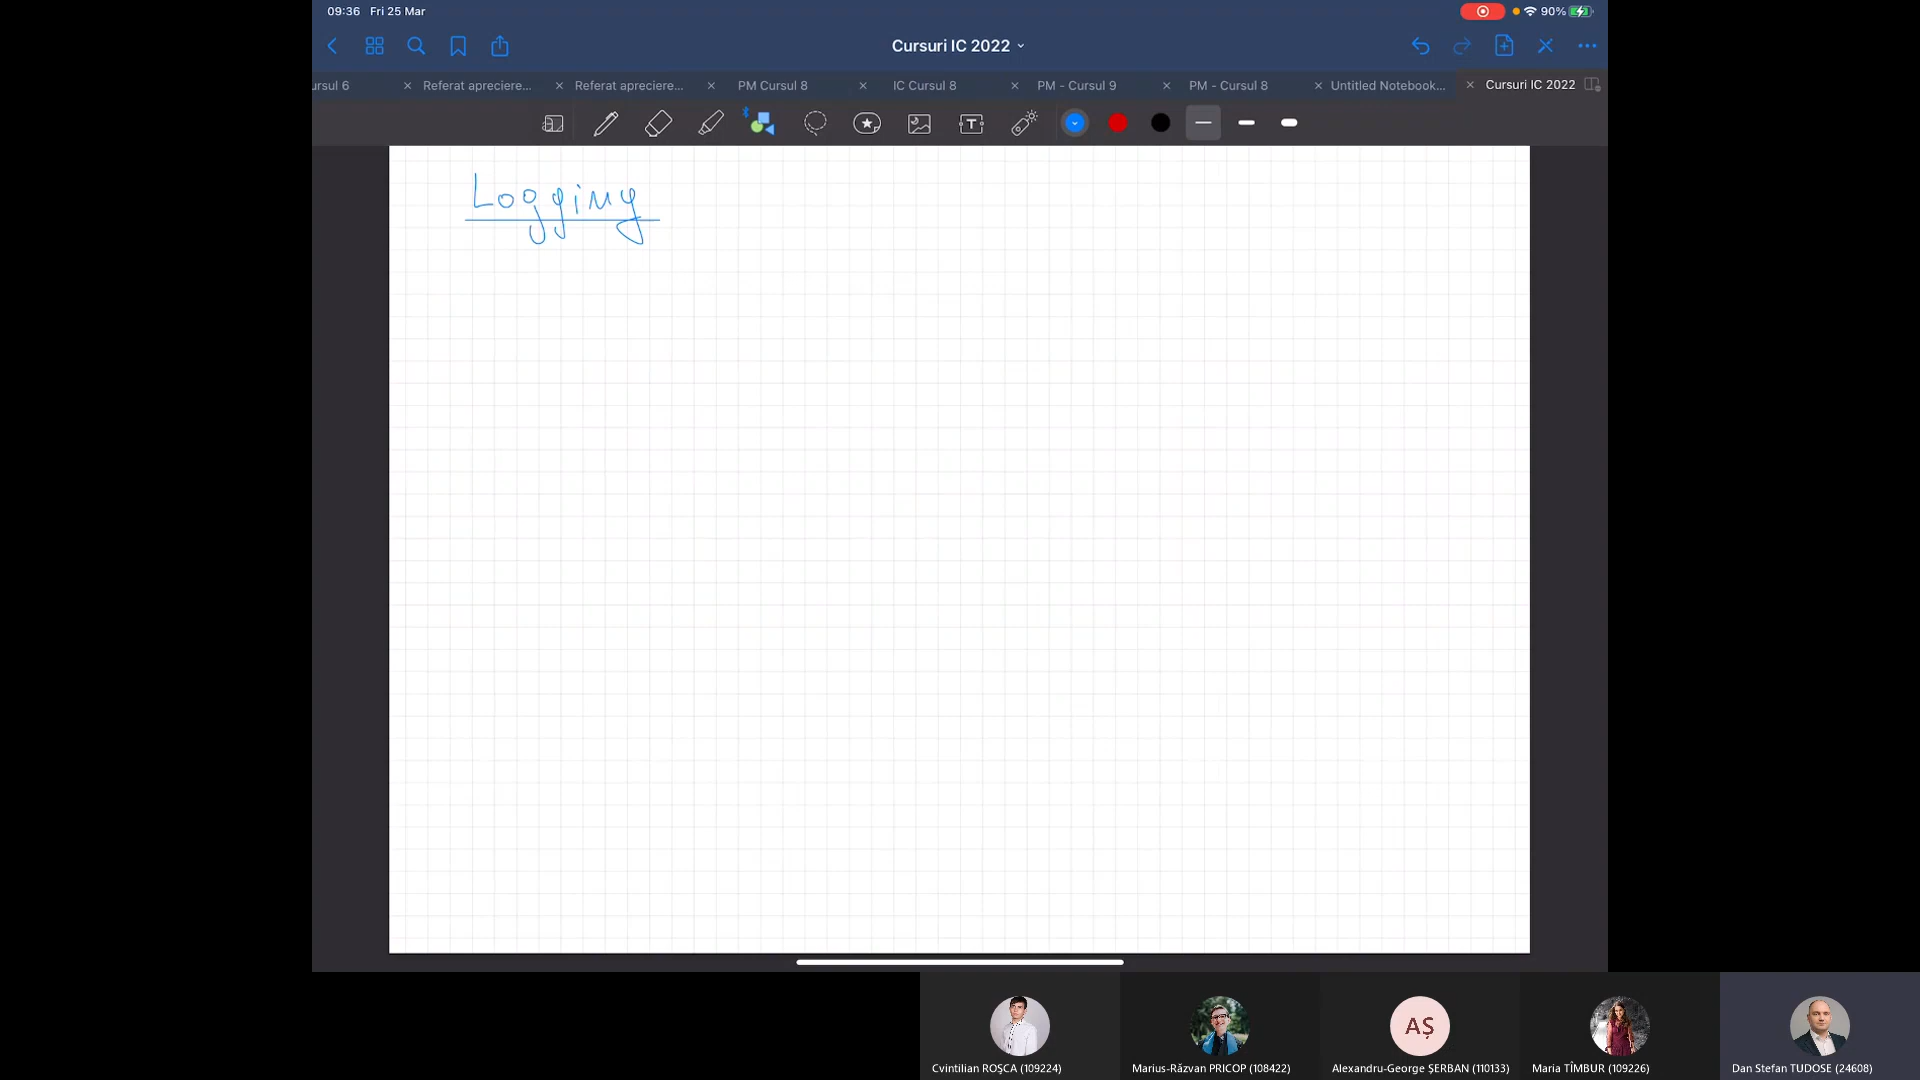 09:36 Fri 25 Mar
90%
Cursuri IC 2022
ursul 6
Referat apreciere...
Referat apreciere...
PM Cursul 8
IC Cursul 8
PM - Cursul 9
PM - Cursul 8
Untitled Notebook...
Cursuri IC 2022
T
Logging
AȘ
Cvintilian ROȘCA (109224)
Marius-Răzvan PRICOP (108422)
Alexandru-George ȘERBAN (110133)
Maria TÎMBUR (109226)
Dan Stefan TUDOSE (24608)